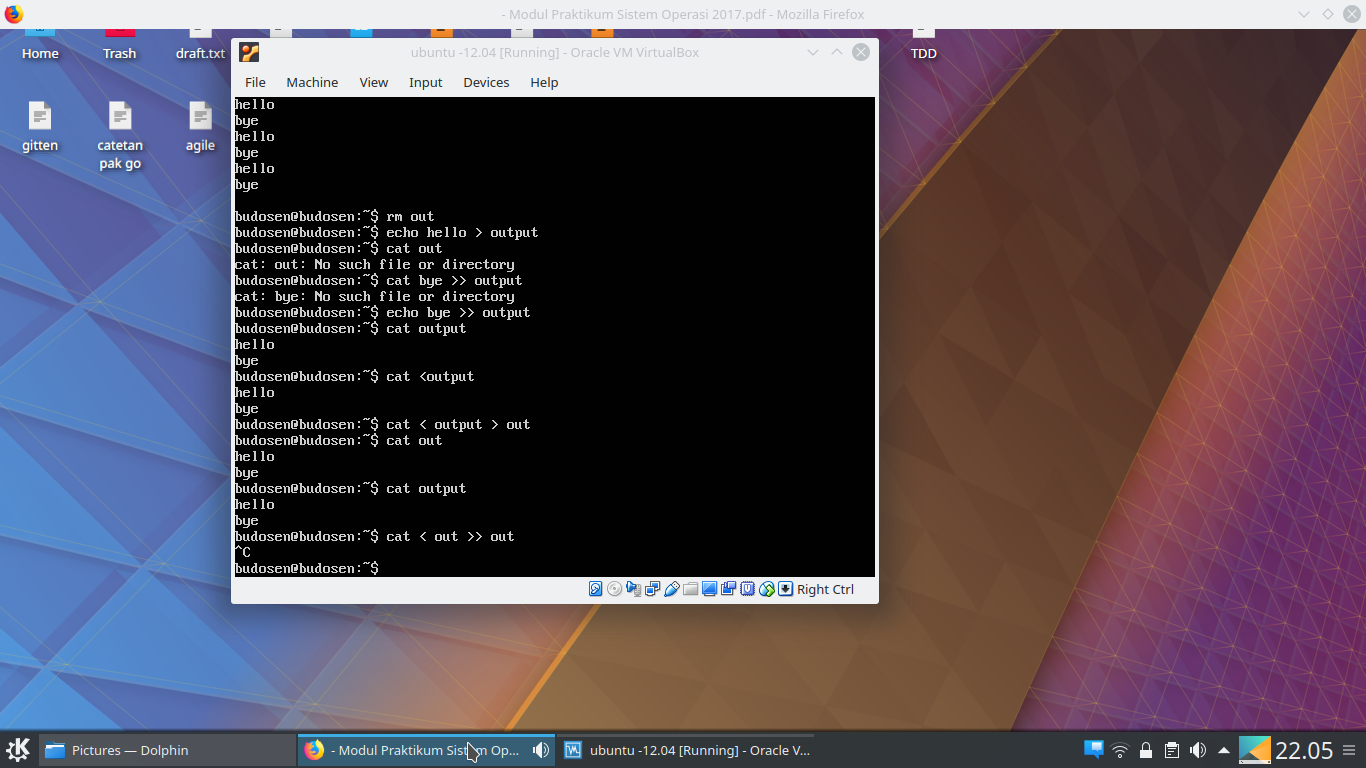 - Modul Praktikum Sistem Operasi 2017.pdf - Mozilla Firefox
Home
Trash
draft.txt
TDD
gitten
catetan
pak go
agile
ubuntu -12.04 [Running] - Oracle VM VirtualBox
File Machine View Input Devices Help
hello
bye
hello
bye
hello
bye
budosen@budosen:~$ rm out
budosen@budosen:~$ echo hello > output
budosen@budosen:~$ cat out
cat: out: No such file or directory
budosen@budosen:~$ cat bye >> output
cat: bye: No such file or directory
budosen@budosen:~$ echo bye >> output
budosen@budosen:~$ cat output
hello
bye
budosen@budosen:~$ cat <output
hello
bye
budosen@budosen:~$ cat < output > out
budosen@budosen:~$ cat out
hello
bye
budosen@budosen:~$ cat output
hello
bye
budosen@budosen:~$ cat < out >> out
^C
budosen@budosen:~$
Right Ctrl
Pictures — Dolphin
- Modul Praktikum Sistem Op...
ubuntu -12.04 [Running] - Oracle V...
22.05